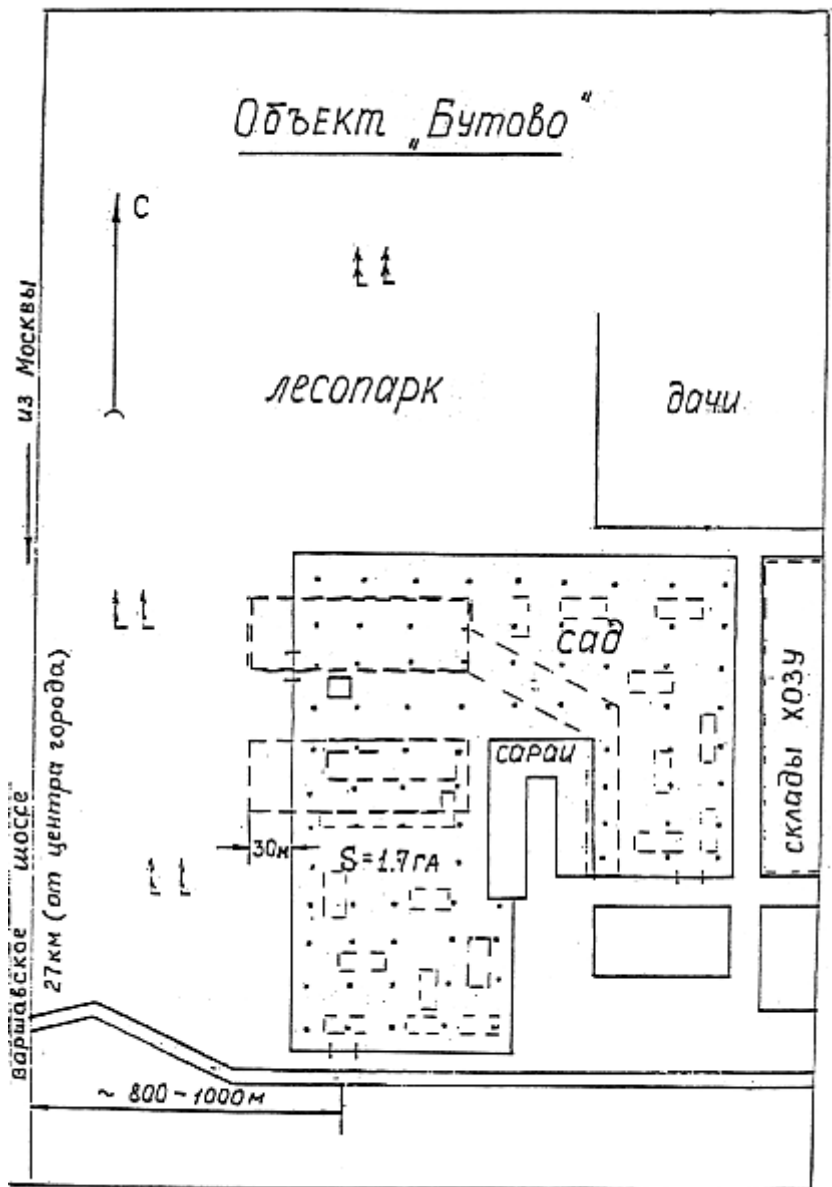 Объект „Бутово"
С
из Москвы
лесопарк
дачи
сад
сараи
склады ХОЗУ
30м
S=1.7га
варшавское шоссе
27км (от центра города)
~ 800-1000м